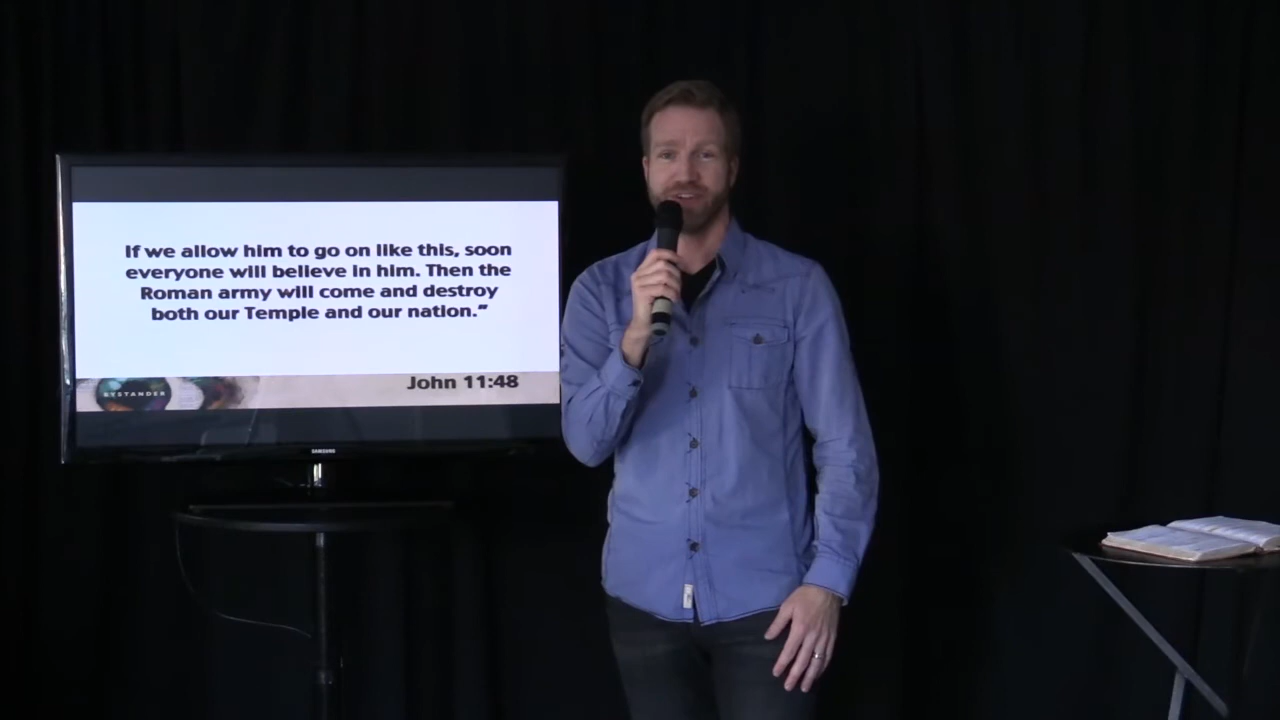 If we allow him to go on like this, soon
everyone will believe in him. Then the
Roman army will come and destroy
both our Temple and our nation.”
John 11:48
BYSTANDER
SAMSUNG